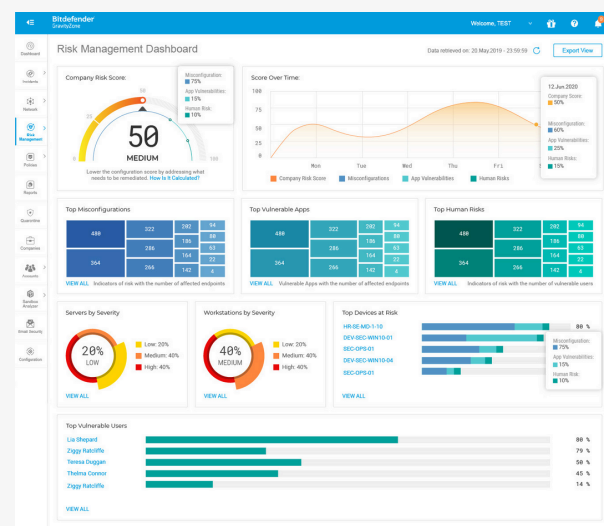 Bitdefender
GravityZone
Welcome, TEST
Risk Management Dashboard
Data retrieved on: 20.May.2019 - 23:59:59
Export View
Dashboard
Incidents
Network
Risk Management
Policies
Reports
Quarantine
Companies
Accounts
Sandbox Analyzer
Email Security
Configuration
Company Risk Score:
Misconfiguration:
75%
App Vulnerabilities:
15%
Human Risk:
10%
0
25
50
100
50
MEDIUM
Lower the configuration score by addressing what
needs to be remediated. How Is It Calculated?
Score Over Time:
100
75
50
25
0
Mon Tue Wed Thu Fri
Company Risk Score Misconfigurations App Vulnerabilities Human Risks
12.Jun.2020
Company Score:
50%
Misconfiguration:
60%
App Vulnerabilities:
25%
Human Risks:
15%
Top Misconfigurations
480 322 202 94
80
286 186 63
364 164 22
266 142 4
VIEW ALL Indicators of risk with the number of affected endpoints
Top Vulnerable Apps
480 322 202 94
80
286 186 63
364 164 22
266 142 4
VIEW ALL Vulnerable Apps with the number of affected endpoints
Top Human Risks
480 322 202 94
80
286 186 63
364 164 22
266 142 4
VIEW ALL Indicators of risk with the number of vulnerable users
Servers by Severity
20%
LOW
Low: 20%
Medium: 40%
High: 40%
VIEW ALL
Workstations by Severity
40%
MEDIUM
Low: 20%
Medium: 40%
High: 40%
VIEW ALL
Top Devices at Risk
HR-SE-MD-1-10 80 %
DEV-SEC-WIN10-01
SEC-OPS-01
DEV-SEC-WIN10-04
SEC-OPS-01
Misconfiguration:
75%
App Vulnerabilities:
15%
Human Risk:
10%
VIEW ALL
Top Vulnerable Users
Lia Shepard 80 %
Ziggy Ratcliffe 79 %
Teresa Duggan 50 %
Thelma Connor 45 %
Ziggy Ratcliffe 14 %
VIEW ALL